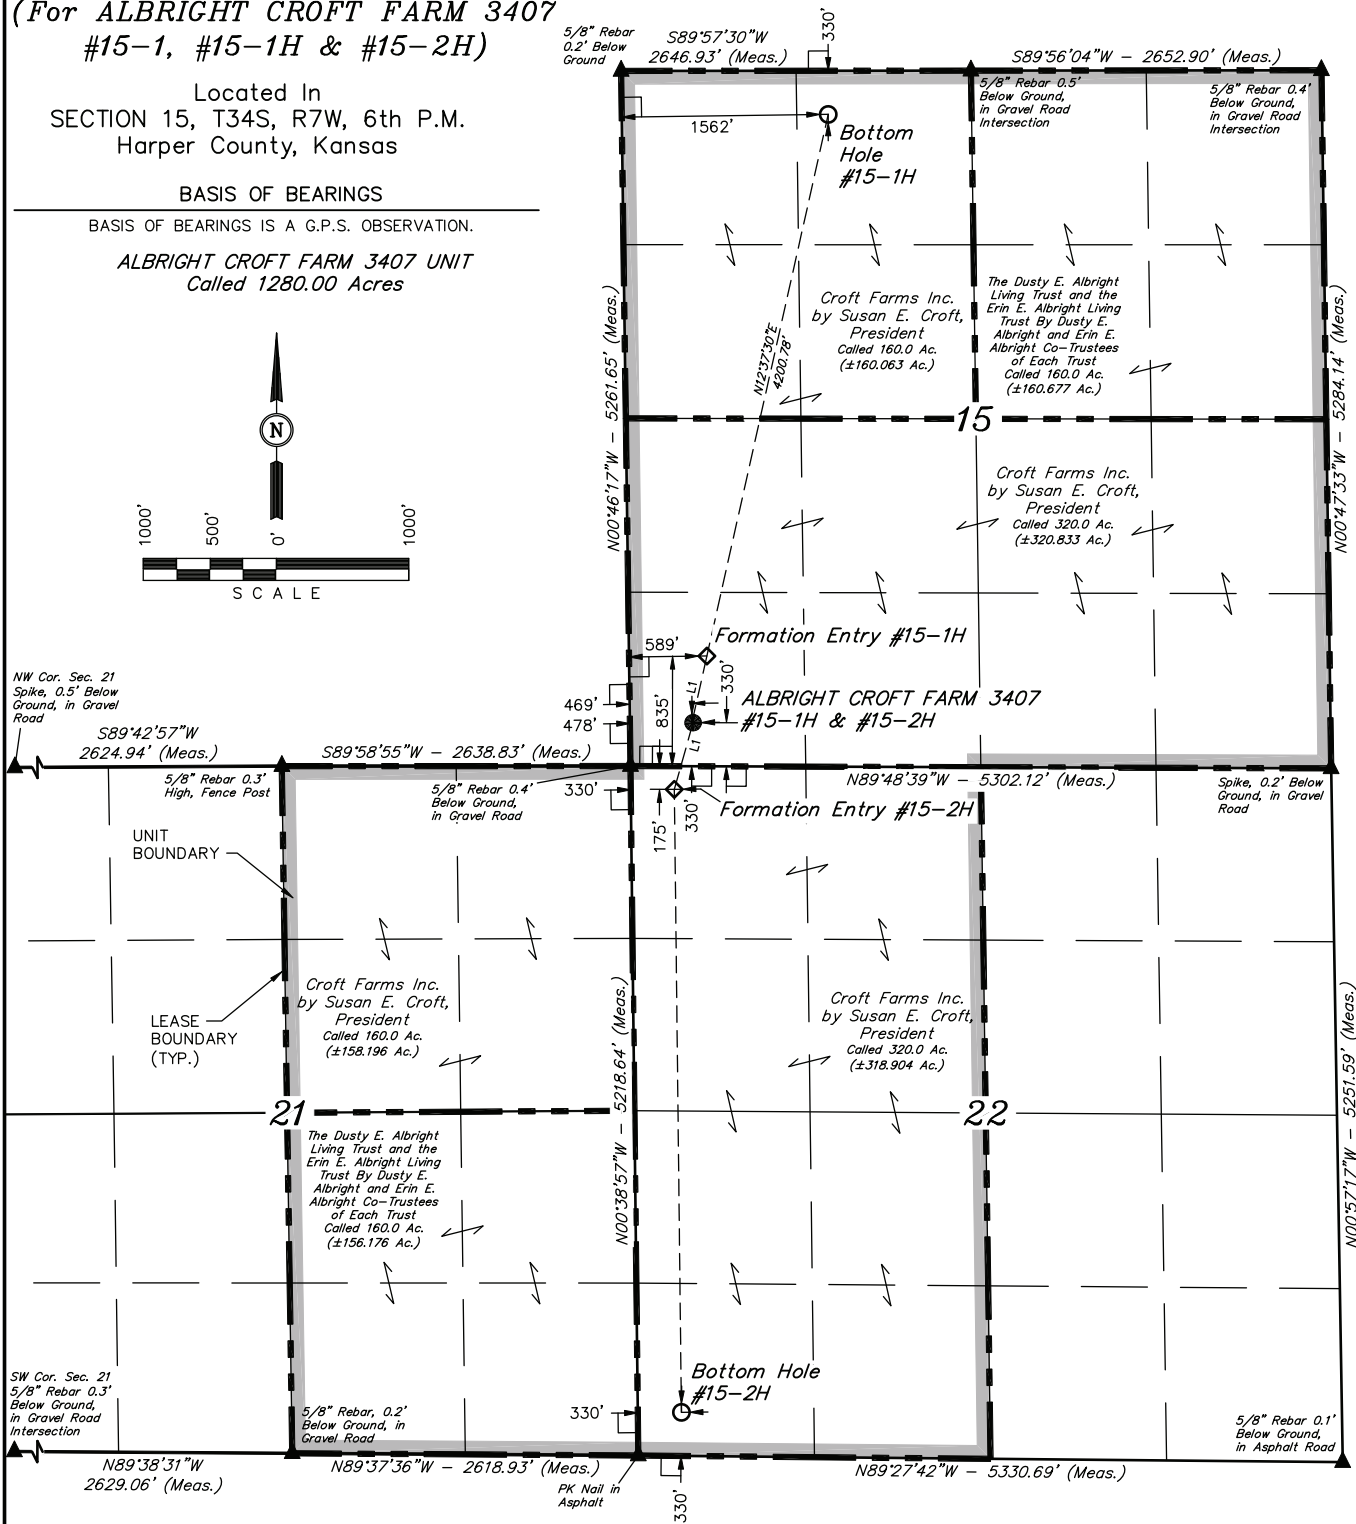 (For ALBRIGHT CROFT FARM 3407
#15-1, #15-1H & #15-2H)
Located In
SECTION 15, T34S, R7W, 6th P.M.
Harper County, Kansas
BASIS OF BEARINGS
BASIS OF BEARINGS IS A G.P.S. OBSERVATION.
ALBRIGHT CROFT FARM 3407 UNIT
Called 1280.00 Acres
N
1000'
500'
0'
1000'
SCALE
5/8" Rebar
0.2' Below
Ground
S89°57'30"W
2646.93' (Meas.)
330'
S89°56'04"W - 2652.90' (Meas.)
5/8" Rebar 0.5'
Below Ground,
in Gravel Road
Intersection
5/8" Rebar 0.4'
Below Ground,
in Gravel Road
Intersection
1562'
Bottom
Hole
#15-1H
N00°46'17"W - 5261.65' (Meas.)
N12°37'30"E
4200.78'
Croft Farms Inc.
by Susan E. Croft,
President
Called 160.0 Ac.
(±160.063 Ac.)
The Dusty E. Albright
Living Trust and the
Erin E. Albright Living
Trust By Dusty E.
Albright and Erin E.
Albright Co-Trustees
of Each Trust
Called 160.0 Ac.
(±160.677 Ac.)
N00°47'33"W - 5284.14' (Meas.)
15
Croft Farms Inc.
by Susan E. Croft,
President
Called 320.0 Ac.
(±320.833 Ac.)
Formation Entry #15-1H
589'
835'
L1
330'
ALBRIGHT CROFT FARM 3407
#15-1H & #15-2H
469'
478'
L1
NW Cor. Sec. 21
Spike, 0.5' Below
Ground, in Gravel
Road
S89°42'57"W
2624.94' (Meas.)
S89°58'55"W - 2638.83' (Meas.)
N89°48'39"W - 5302.12' (Meas.)
5/8" Rebar 0.3'
High, Fence Post
5/8" Rebar 0.4'
Below Ground,
in Gravel Road
330'
175'
330'
Formation Entry #15-2H
Spike, 0.2' Below
Ground, in Gravel
Road
UNIT
BOUNDARY
LEASE
BOUNDARY
(TYP.)
Croft Farms Inc.
by Susan E. Croft,
President
Called 160.0 Ac.
(±158.196 Ac.)
N00°38'57"W - 5218.64' (Meas.)
Croft Farms Inc.
by Susan E. Croft,
President
Called 320.0 Ac.
(±318.904 Ac.)
N00°57'17"W - 5251.59' (Meas.)
21
22
The Dusty E. Albright
Living Trust and the
Erin E. Albright Living
Trust By Dusty E.
Albright and Erin E.
Albright Co-Trustees
of Each Trust
Called 160.0 Ac.
(±156.176 Ac.)
Bottom Hole
#15-2H
SW Cor. Sec. 21
5/8" Rebar 0.3'
Below Ground,
in Gravel Road
Intersection
5/8" Rebar, 0.2'
Below Ground, in
Gravel Road
330'
5/8" Rebar 0.1'
Below Ground,
in Asphalt Road
N89°38'31"W
2629.06' (Meas.)
N89°37'36"W - 2618.93' (Meas.)
PK Nail in
Asphalt
330'
N89°27'42"W - 5330.69' (Meas.)